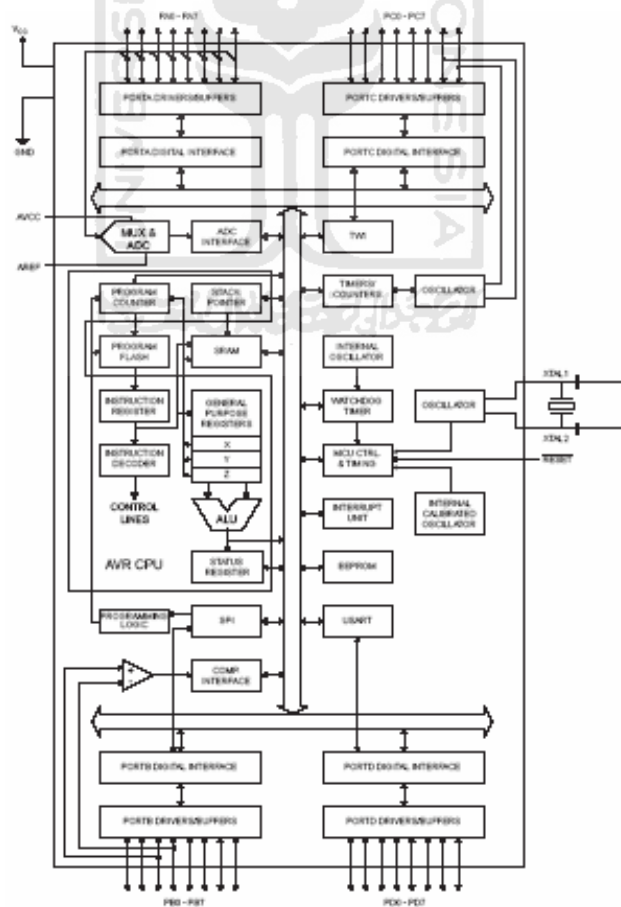 PA0 - PA7
PC0 - PC7
VCC
PORTA DRIVERS/BUFFERS
PORTC DRIVERS/BUFFERS
GND
PORTA DIGITAL INTERFACE
PORTC DIGITAL INTERFACE
AVCC
MUX & ADC
ADC INTERFACE
TWI
AREF
PROGRAM COUNTER
STACK POINTER
TIMERS/ COUNTERS
OSCILLATOR
PROGRAM FLASH
SRAM
INTERNAL OSCILLATOR
XTAL1
INSTRUCTION REGISTER
GENERAL PURPOSE REGISTERS
WATCHDOG TIMER
OSCILLATOR
X
XTAL2
INSTRUCTION DECODER
Y
MCU CTRL. & TIMING
RESET
Z
CONTROL LINES
ALU
INTERRUPT UNIT
INTERNAL CALIBRATED OSCILLATOR
AVR CPU
STATUS REGISTER
EEPROM
PROGRAMMING LOGIC
SPI
USART
+
-
COMP. INTERFACE
PORTB DIGITAL INTERFACE
PORTD DIGITAL INTERFACE
PORTB DRIVERS/BUFFERS
PORTD DRIVERS/BUFFERS
PB0 - PB7
PD0 - PD7